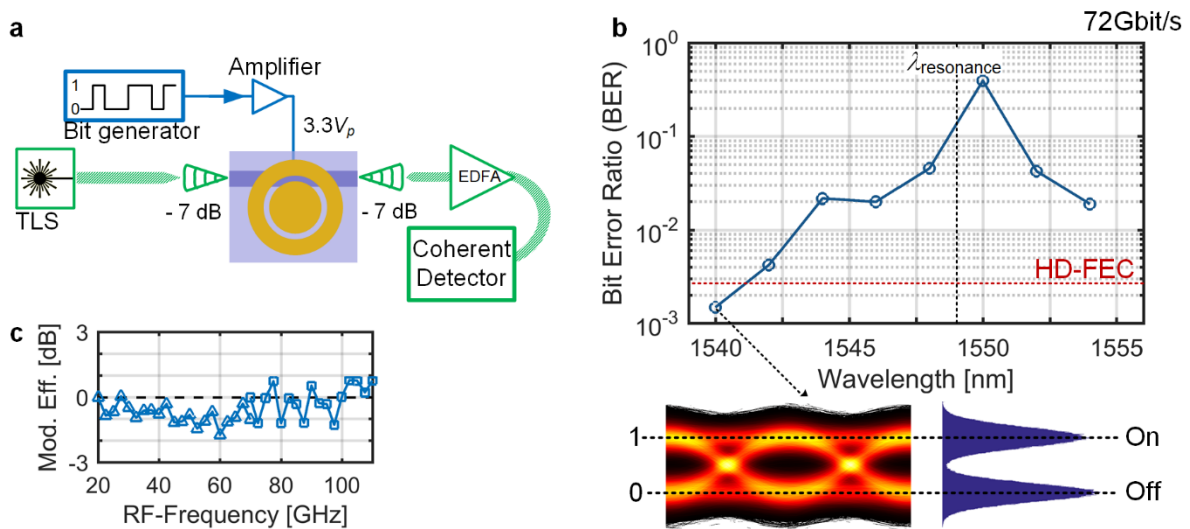 a
Bit generator
1
0
Amplifier
3.3Vp
TLS
- 7 dB
- 7 dB
EDFA
Coherent
Detector
b
72Gbit/s
Bit Error Ratio (BER)
10^0
10^-1
10^-2
10^-3
λresonance
HD-FEC
1540
1545
1550
1555
Wavelength [nm]
1
0
On
Off
c
Mod. Eff. [dB]
3
0
-3
20
40
60
80
100
RF-Frequency [GHz]